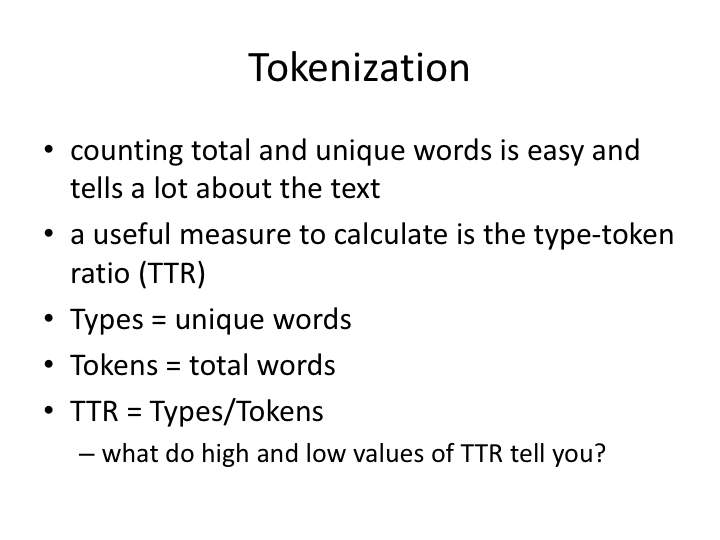 Tokenization
• counting total and unique words is easy and
tells a lot about the text
• a useful measure to calculate is the type-token
ratio (TTR)
• Types = unique words
• Tokens = total words
• TTR = Types/Tokens
– what do high and low values of TTR tell you?